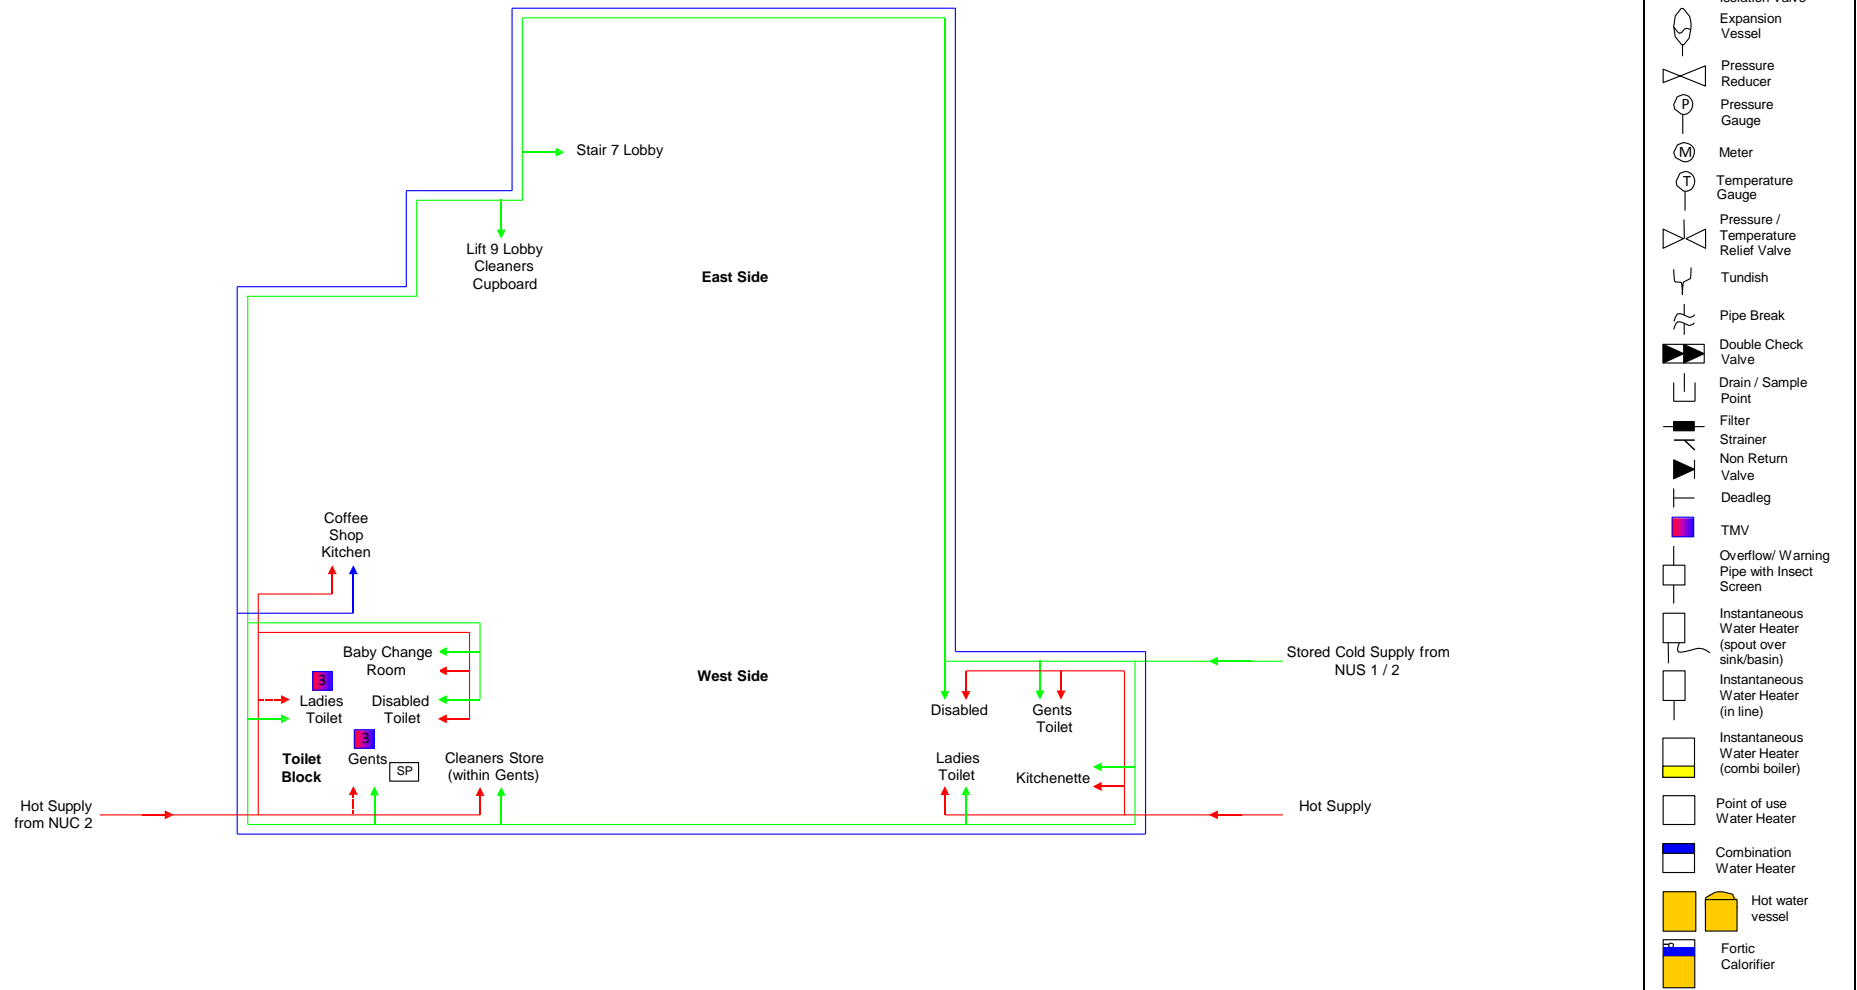 Stair 7 Lobby
Lift 9 Lobby
Cleaners
Cupboard
East Side
Coffee
Shop
Kitchen
Baby Change
Room
3
Ladies
Toilet
Disabled
Toilet
3
Gents
SP
Toilet
Block
Cleaners Store
(within Gents)
Hot Supply
from NUC 2
West Side
Stored Cold Supply from
NUS 1 / 2
Disabled
Gents
Toilet
Ladies
Toilet
Kitchenette
Hot Supply
Isolation Valve
Expansion
Vessel
Pressure
Reducer
P
Pressure
Gauge
M
Meter
T
Temperature
Gauge
Pressure /
Temperature
Relief Valve
Tundish
Pipe Break
Double Check
Valve
Drain / Sample
Point
Filter
Strainer
Non Return
Valve
Deadleg
TMV
Overflow/ Warning
Pipe with Insect
Screen
Instantaneous
Water Heater
(spout over
sink/basin)
Instantaneous
Water Heater
(in line)
Instantaneous
Water Heater
(combi boiler)
Point of use
Water Heater
Combination
Water Heater
Hot water
vessel
Fortic
Calorifier